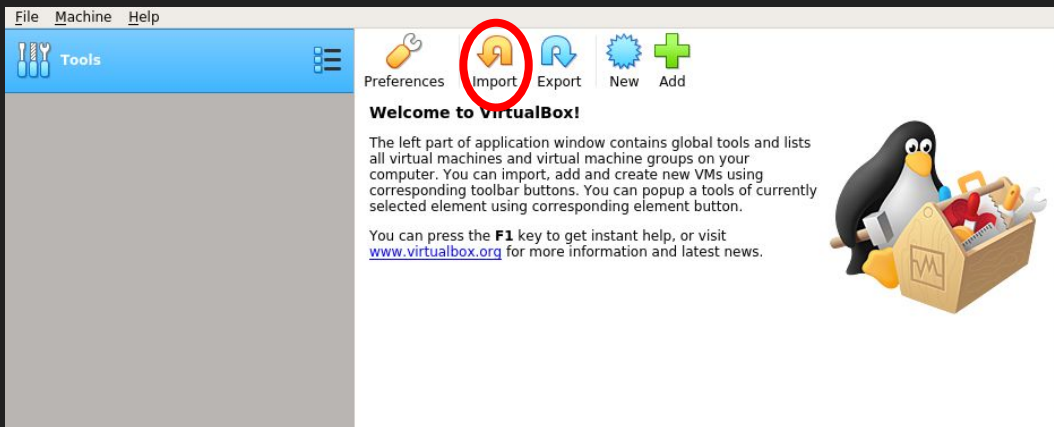 File Machine Help
Tools
Preferences Import Export New Add
Welcome to VirtualBox!
The left part of application window contains global tools and lists
all virtual machines and virtual machine groups on your
computer. You can import, add and create new VMs using
corresponding toolbar buttons. You can popup a tools of currently
selected element using corresponding element button.
You can press the F1 key to get instant help, or visit
www.virtualbox.org for more information and latest news.